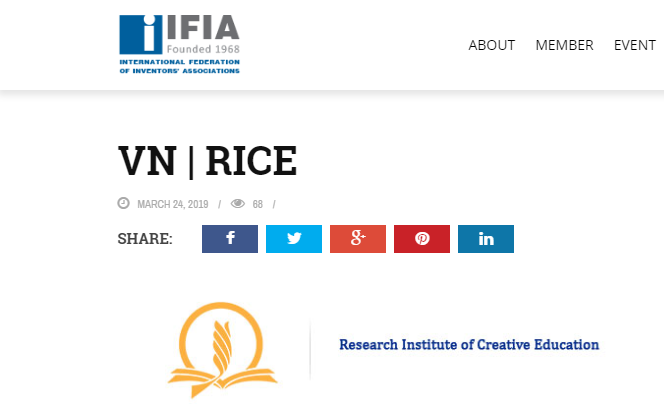 IFIA
Founded 1968
INTERNATIONAL FEDERATION
OF INVENTORS' ASSOCIATIONS
ABOUT MEMBER EVENT
VN | RICE
MARCH 24, 2019 / 68 /
SHARE: f g+ in
Research Institute of Creative Education